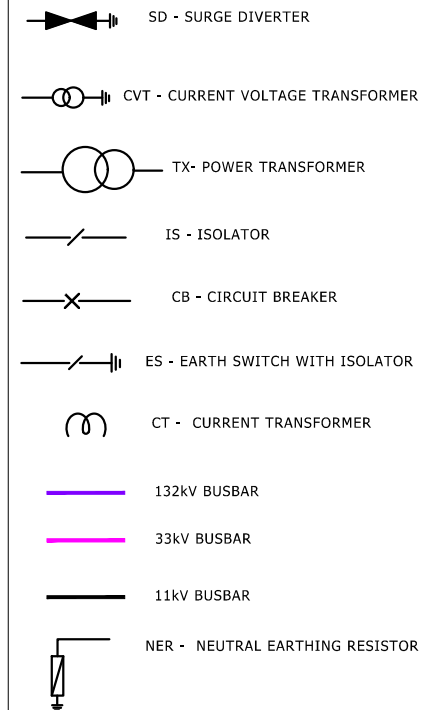 SD - SURGE DIVERTER
CVT - CURRENT VOLTAGE TRANSFORMER
TX- POWER TRANSFORMER
IS - ISOLATOR
CB - CIRCUIT BREAKER
ES - EARTH SWITCH WITH ISOLATOR
CT - CURRENT TRANSFORMER
132kV BUSBAR
33kV BUSBAR
11kV BUSBAR
NER - NEUTRAL EARTHING RESISTOR